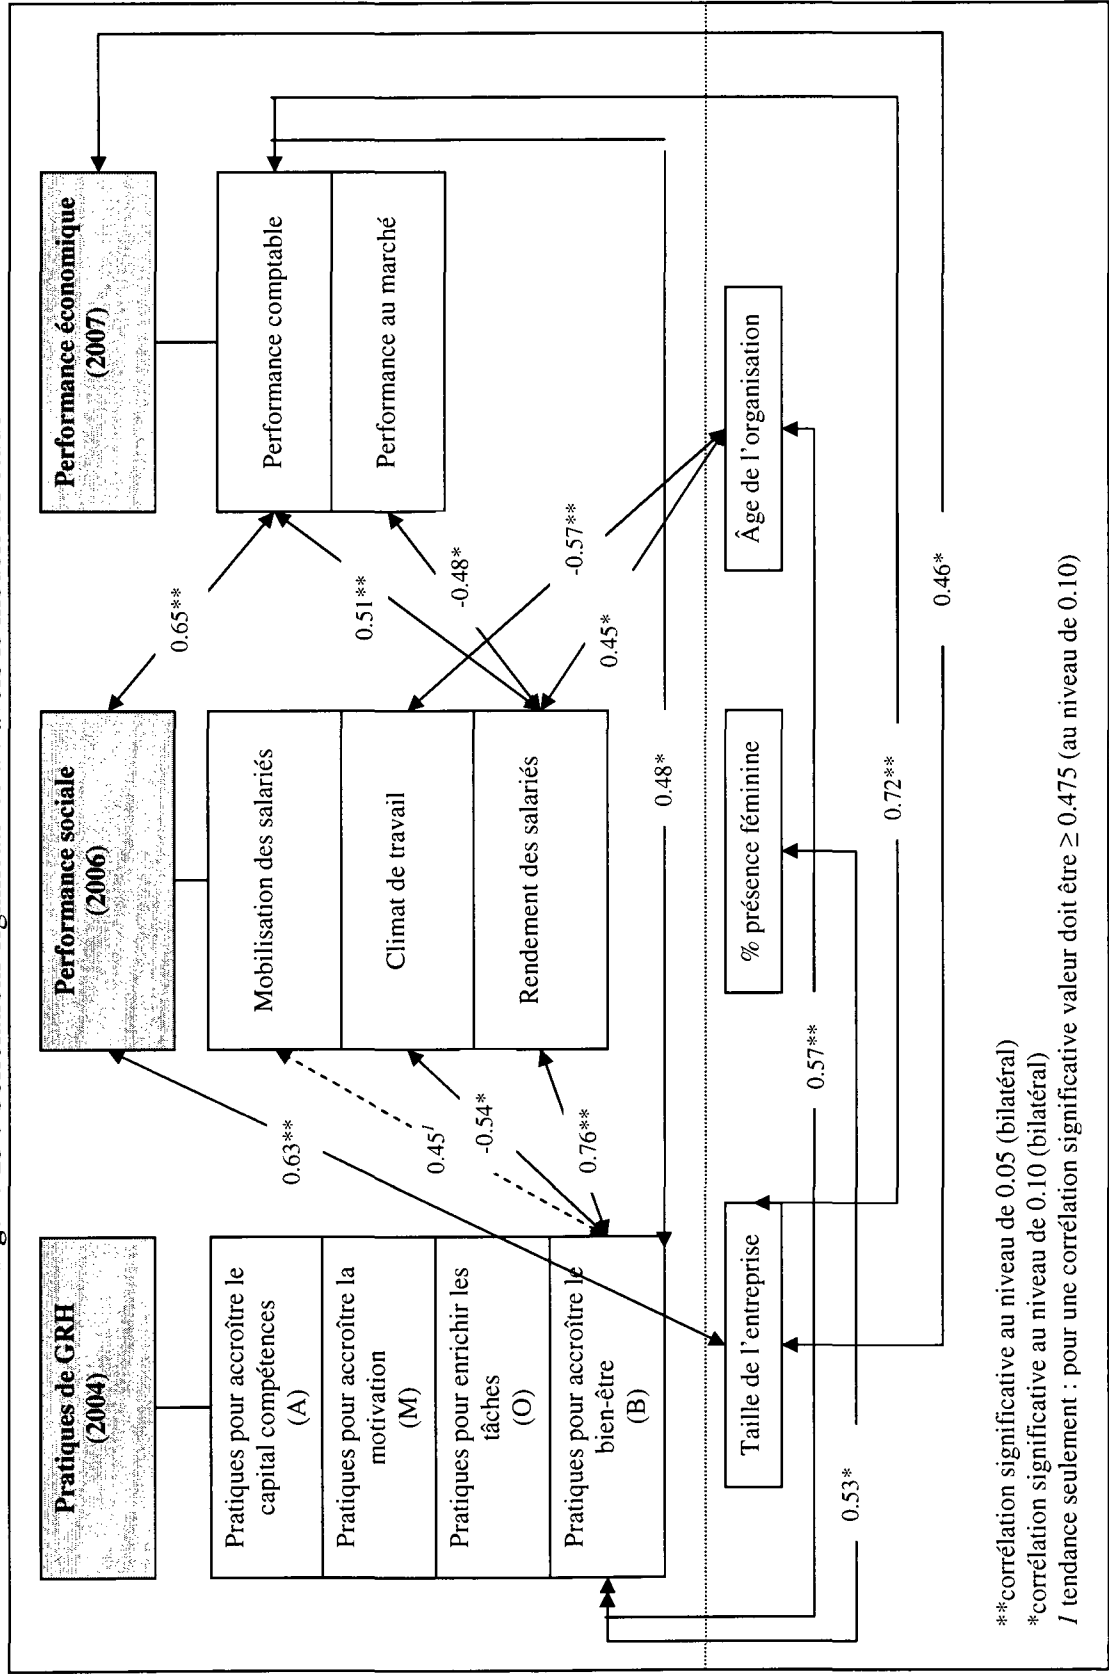 Pratiques de GRH
(2004)
Performance sociale
(2006)
Performance économique
(2007)
Pratiques pour accroître le
capital compétences
(A)
Pratiques pour accroître la
motivation
(M)
Pratiques pour enrichir les
tâches
(O)
Pratiques pour accroître le
bien-être
(B)
Mobilisation des salariés
Climat de travail
Rendement des salariés
Performance comptable
Performance au marché
0.63**
0.45¹
-0.54*
0.76**
0.65**
0.51**
-0.48*
-0.57**
0.45*
0.48*
Taille de l'entreprise
% présence féminine
Âge de l'organisation
0.53*
0.57**
0.72**
0.46*
**corrélation significative au niveau de 0.05 (bilatéral)
*corrélation significative au niveau de 0.10 (bilatéral)
1 tendance seulement : pour une corrélation significative valeur doit être ≥ 0.475 (au niveau de 0.10)